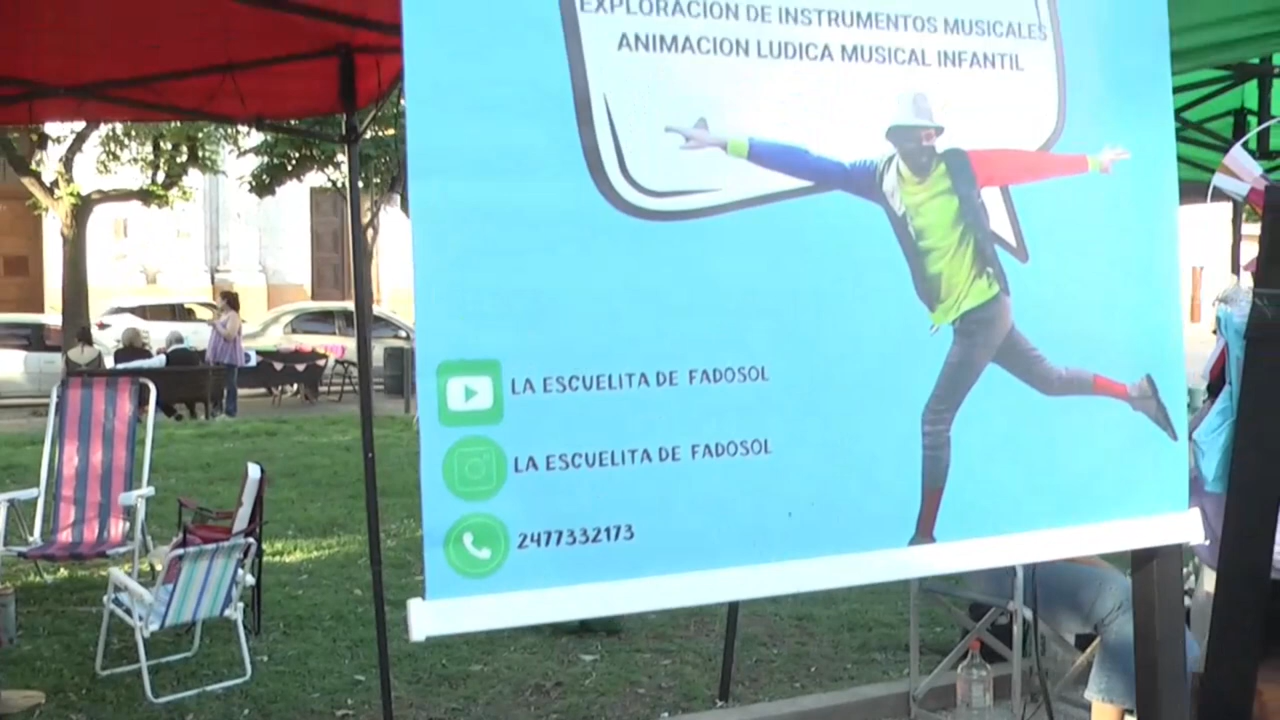 EXPLORACION DE INSTRUMENTOS MUSICALES
ANIMACION LUDICA MUSICAL INFANTIL
LA ESCUELITA DE FADOSOL
LA ESCUELITA DE FADOSOL
2477332173